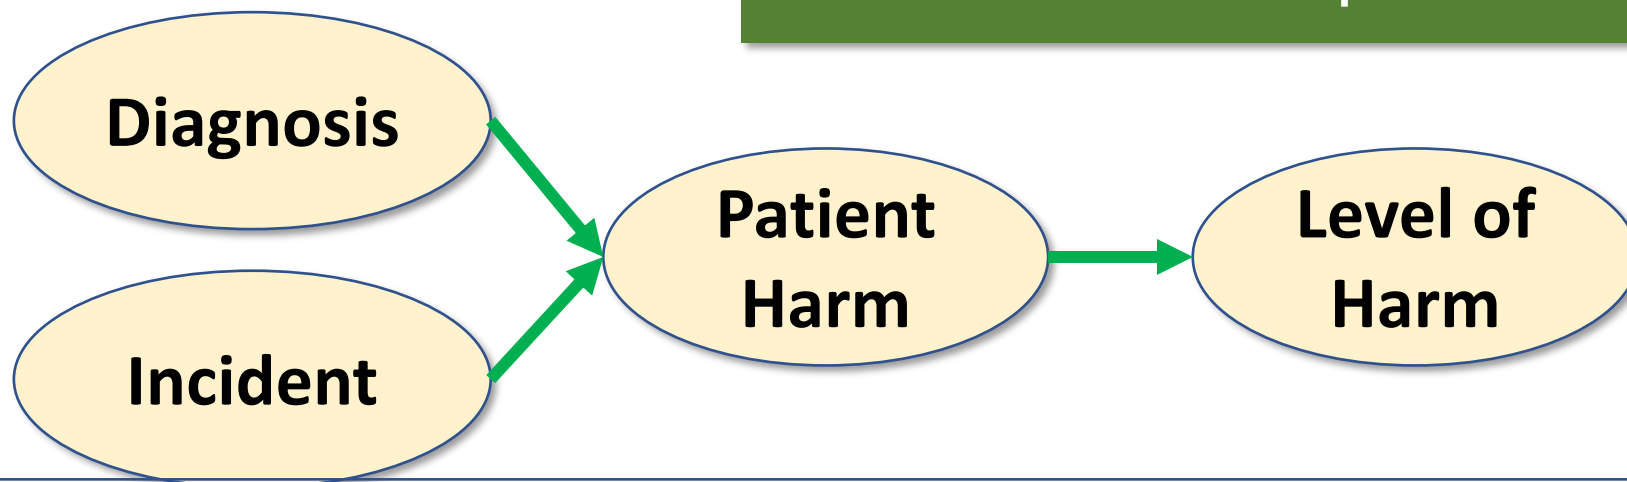 Diagnosis
Patient
Harm
Level of
Harm
Incident